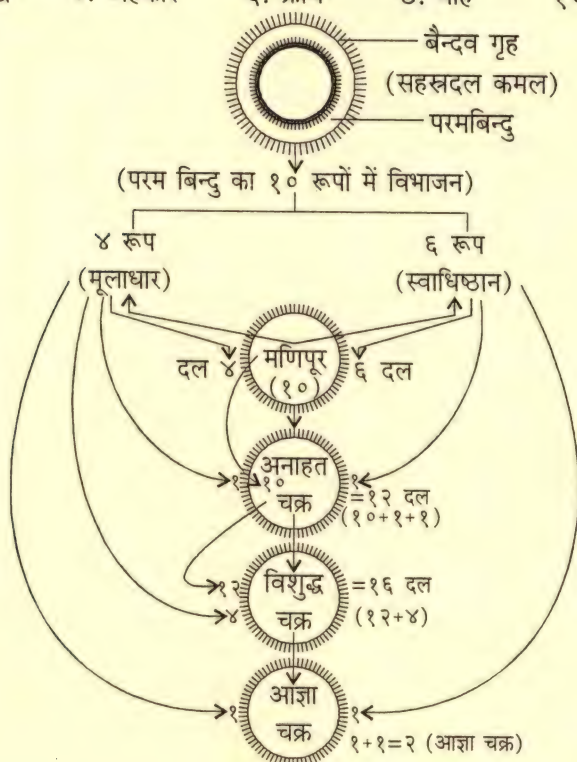 बैन्दव गृह
(सहस्रदल कमल)
परमबिन्दु
(परम बिन्दु का १० रूपों में विभाजन)
४ रूप
(मूलाधार)
६ रूप
(स्वाधिष्ठान)
दल ४ मणिपूर ६ दल
(१०)
अनाहत
१ १० १
चक्र =१२ दल
(१०+१+१)
१२ विशुद्ध =१६ दल
४ चक्र (१२+४)
आज्ञा
१ चक्र १
१+१=२ (आज्ञा चक्र)